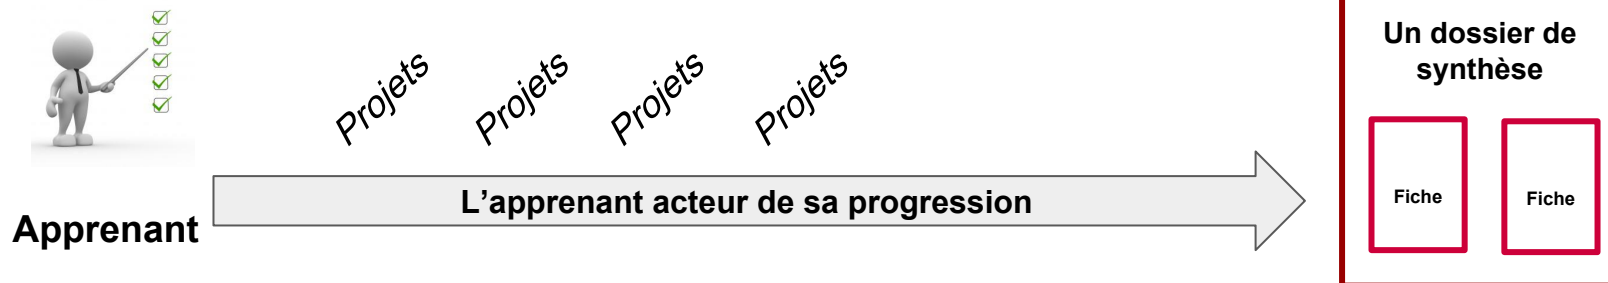 Apprenant
Projets
Projets
Projets
Projets
L’apprenant acteur de sa progression
Un dossier de
synthèse
Fiche
Fiche